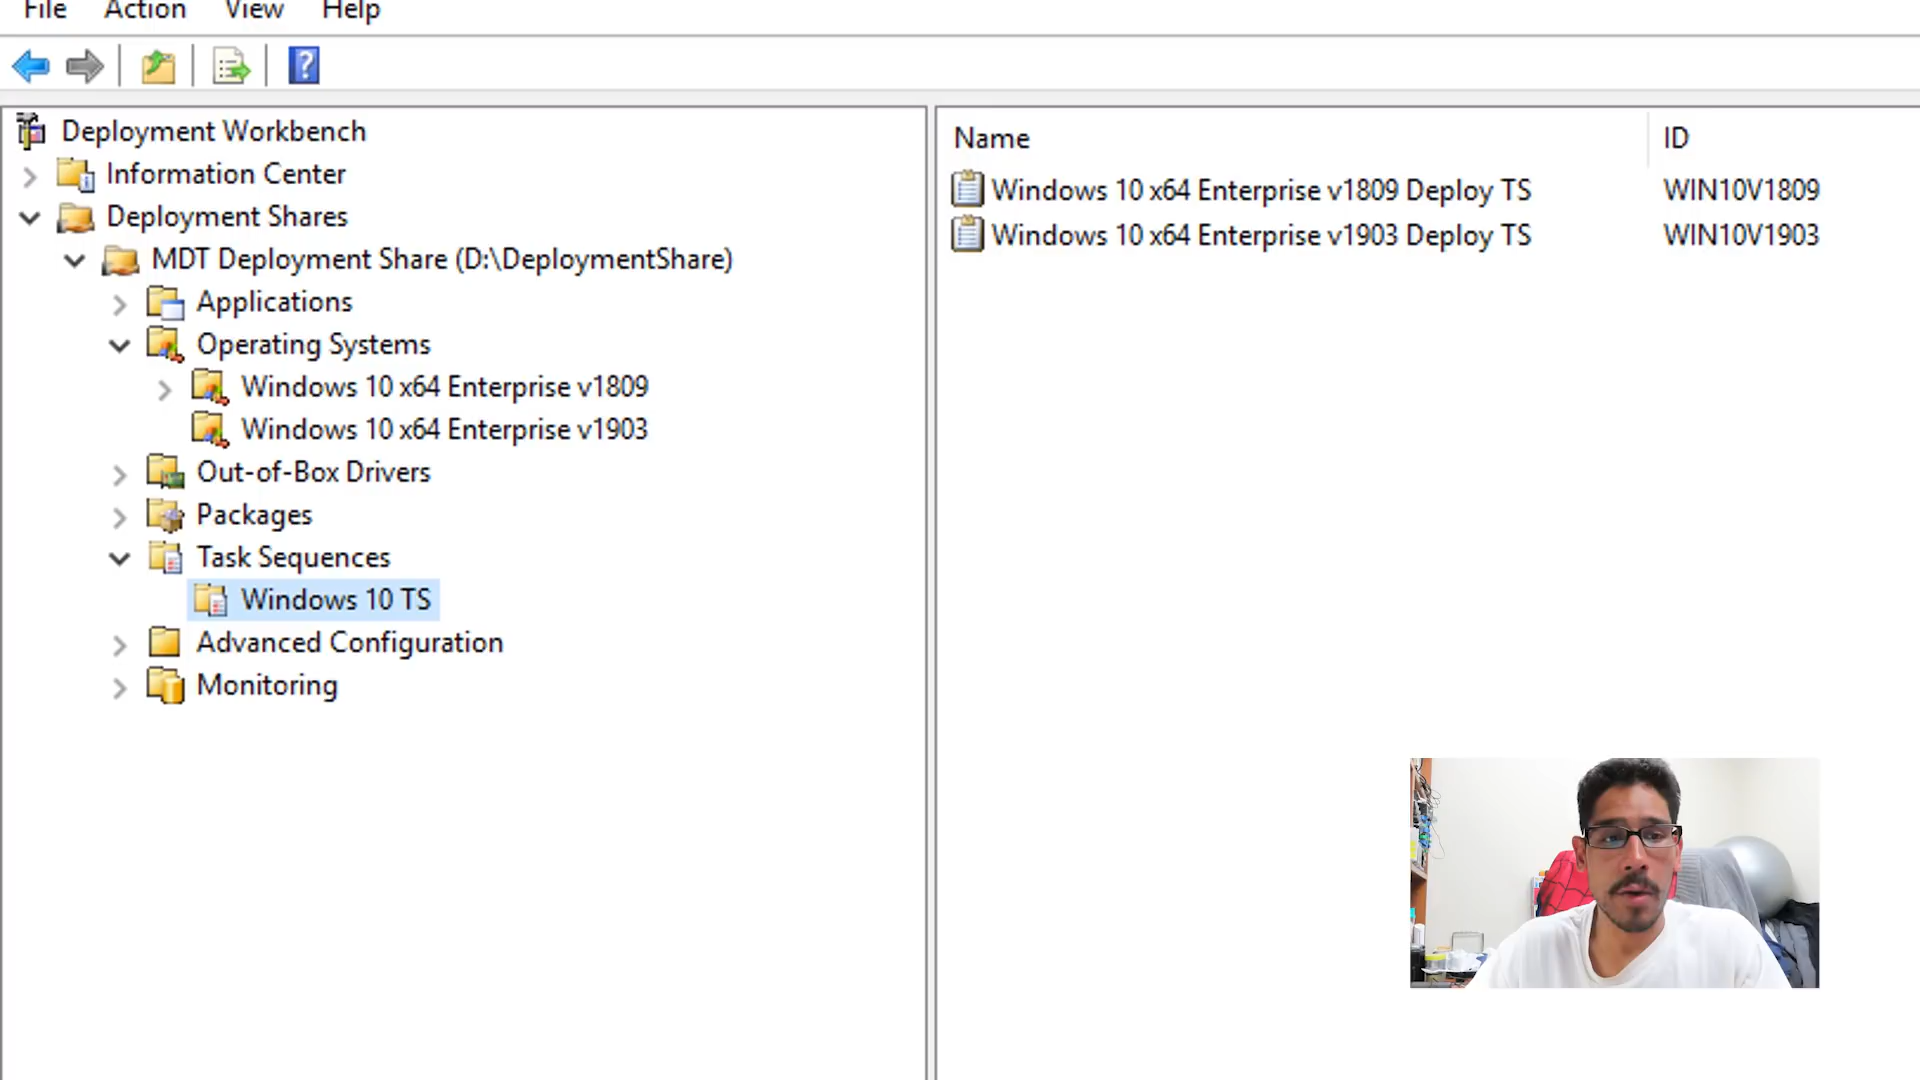 File Action View Help
Deployment Workbench
Information Center
Deployment Shares
MDT Deployment Share (D:\DeploymentShare)
Applications
Operating Systems
Windows 10 x64 Enterprise v1809
Windows 10 x64 Enterprise v1903
Out-of-Box Drivers
Packages
Task Sequences
Windows 10 TS
Advanced Configuration
Monitoring
Name ID
Windows 10 x64 Enterprise v1809 Deploy TS WIN10V1809
Windows 10 x64 Enterprise v1903 Deploy TS WIN10V1903